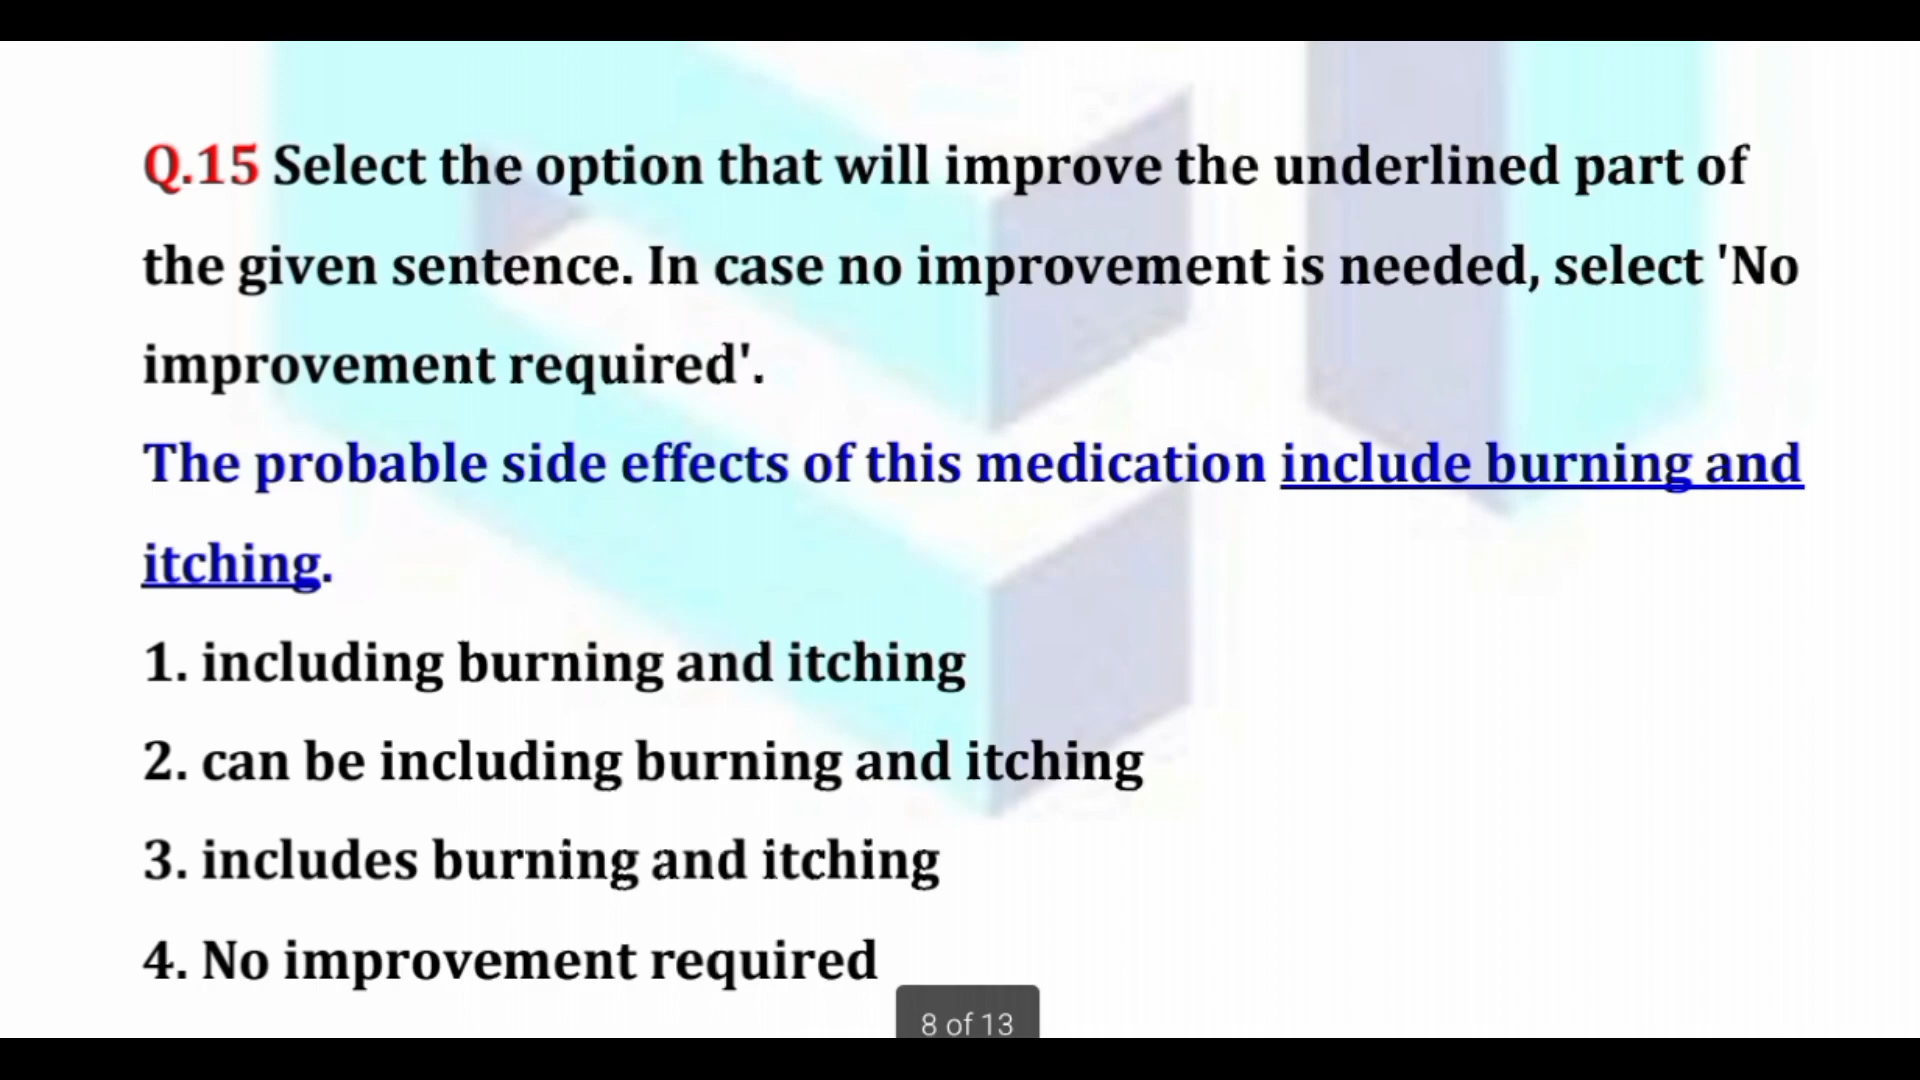 Q.15 Select the option that will improve the underlined part of
the given sentence. In case no improvement is needed, select 'No
improvement required'.
The probable side effects of this medication include burning and
itching.
1. including burning and itching
2. can be including burning and itching
3. includes burning and itching
4. No improvement required
8 of 13